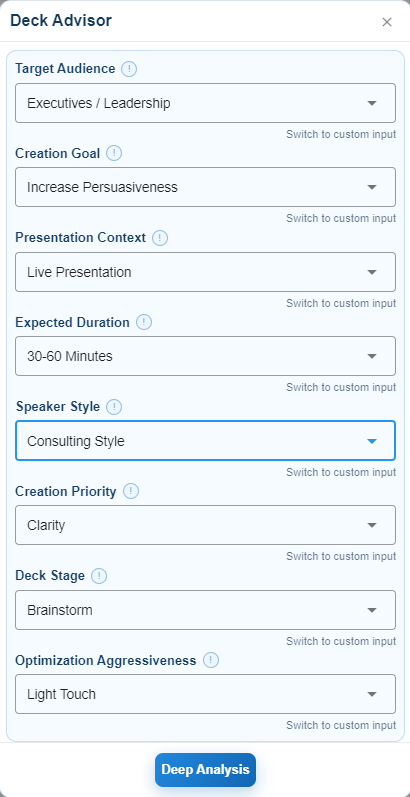 Deck Advisor
Target Audience
Executives / Leadership
Switch to custom input
Creation Goal
Increase Persuasiveness
Switch to custom input
Presentation Context
Live Presentation
Switch to custom input
Expected Duration
30-60 Minutes
Switch to custom input
Speaker Style
Consulting Style
Switch to custom input
Creation Priority
Clarity
Switch to custom input
Deck Stage
Brainstorm
Switch to custom input
Optimization Aggressiveness
Light Touch
Switch to custom input
Deep Analysis